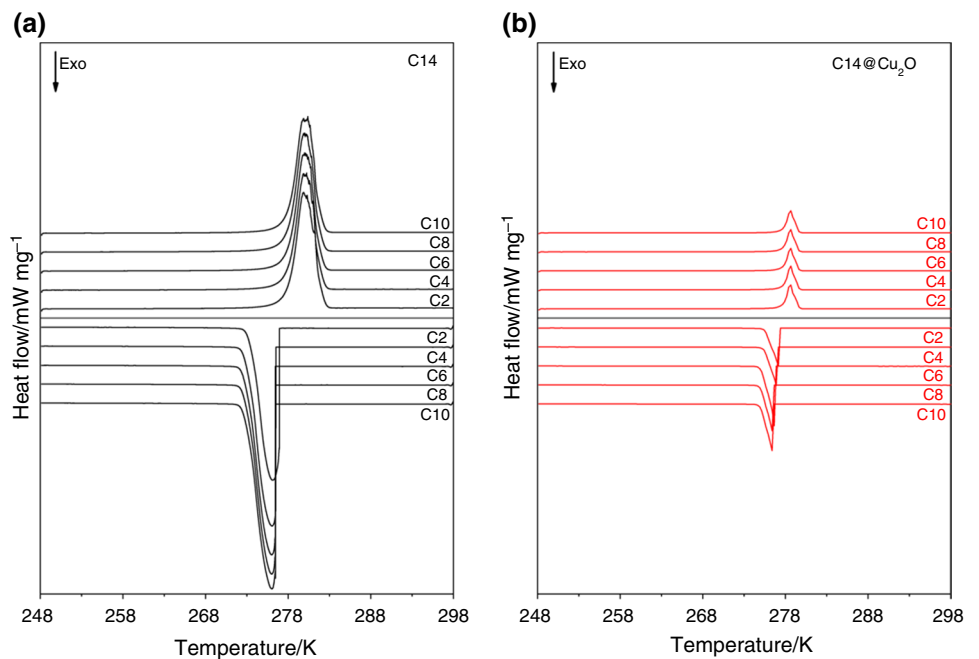 (a)
Exo
C14
C10
C8
C6
C4
C2
C2
C4
C6
C8
C10
Heat flow/mW mg⁻¹
248 258 268 278 288 298
Temperature/K
(b)
Exo
C14@Cu₂O
C10
C8
C6
C4
C2
C2
C4
C6
C8
C10
Heat flow/mW mg⁻¹
248 258 268 278 288 298
Temperature/K